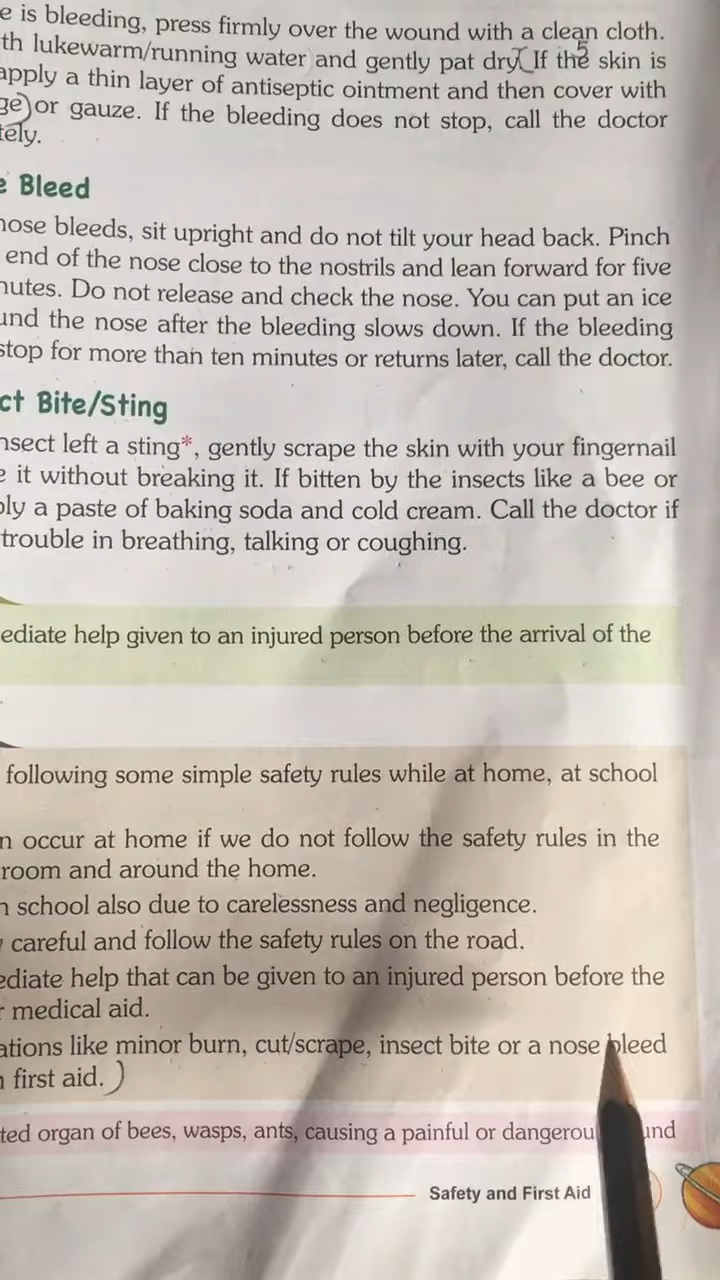 e is bleeding, press firmly over the wound with a clean cloth.
th lukewarm/running water and gently pat dry. If the skin is
apply a thin layer of antiseptic ointment and then cover with
ge) or gauze. If the bleeding does not stop, call the doctor
tely.
e Bleed
nose bleeds, sit upright and do not tilt your head back. Pinch
end of the nose close to the nostrils and lean forward for five
nutes. Do not release and check the nose. You can put an ice
und the nose after the bleeding slows down. If the bleeding
stop for more than ten minutes or returns later, call the doctor.
ct Bite/Sting
nsect left a sting*, gently scrape the skin with your fingernail
e it without breaking it. If bitten by the insects like a bee or
ply a paste of baking soda and cold cream. Call the doctor if
trouble in breathing, talking or coughing.
ediate help given to an injured person before the arrival of the
following some simple safety rules while at home, at school
n occur at home if we do not follow the safety rules in the
room and around the home.
n school also due to carelessness and negligence.
y careful and follow the safety rules on the road.
ediate help that can be given to an injured person before the
r medical aid.
ations like minor burn, cut/scrape, insect bite or a nose bleed
n first aid. )
ted organ of bees, wasps, ants, causing a painful or dangerou und
Safety and First Aid